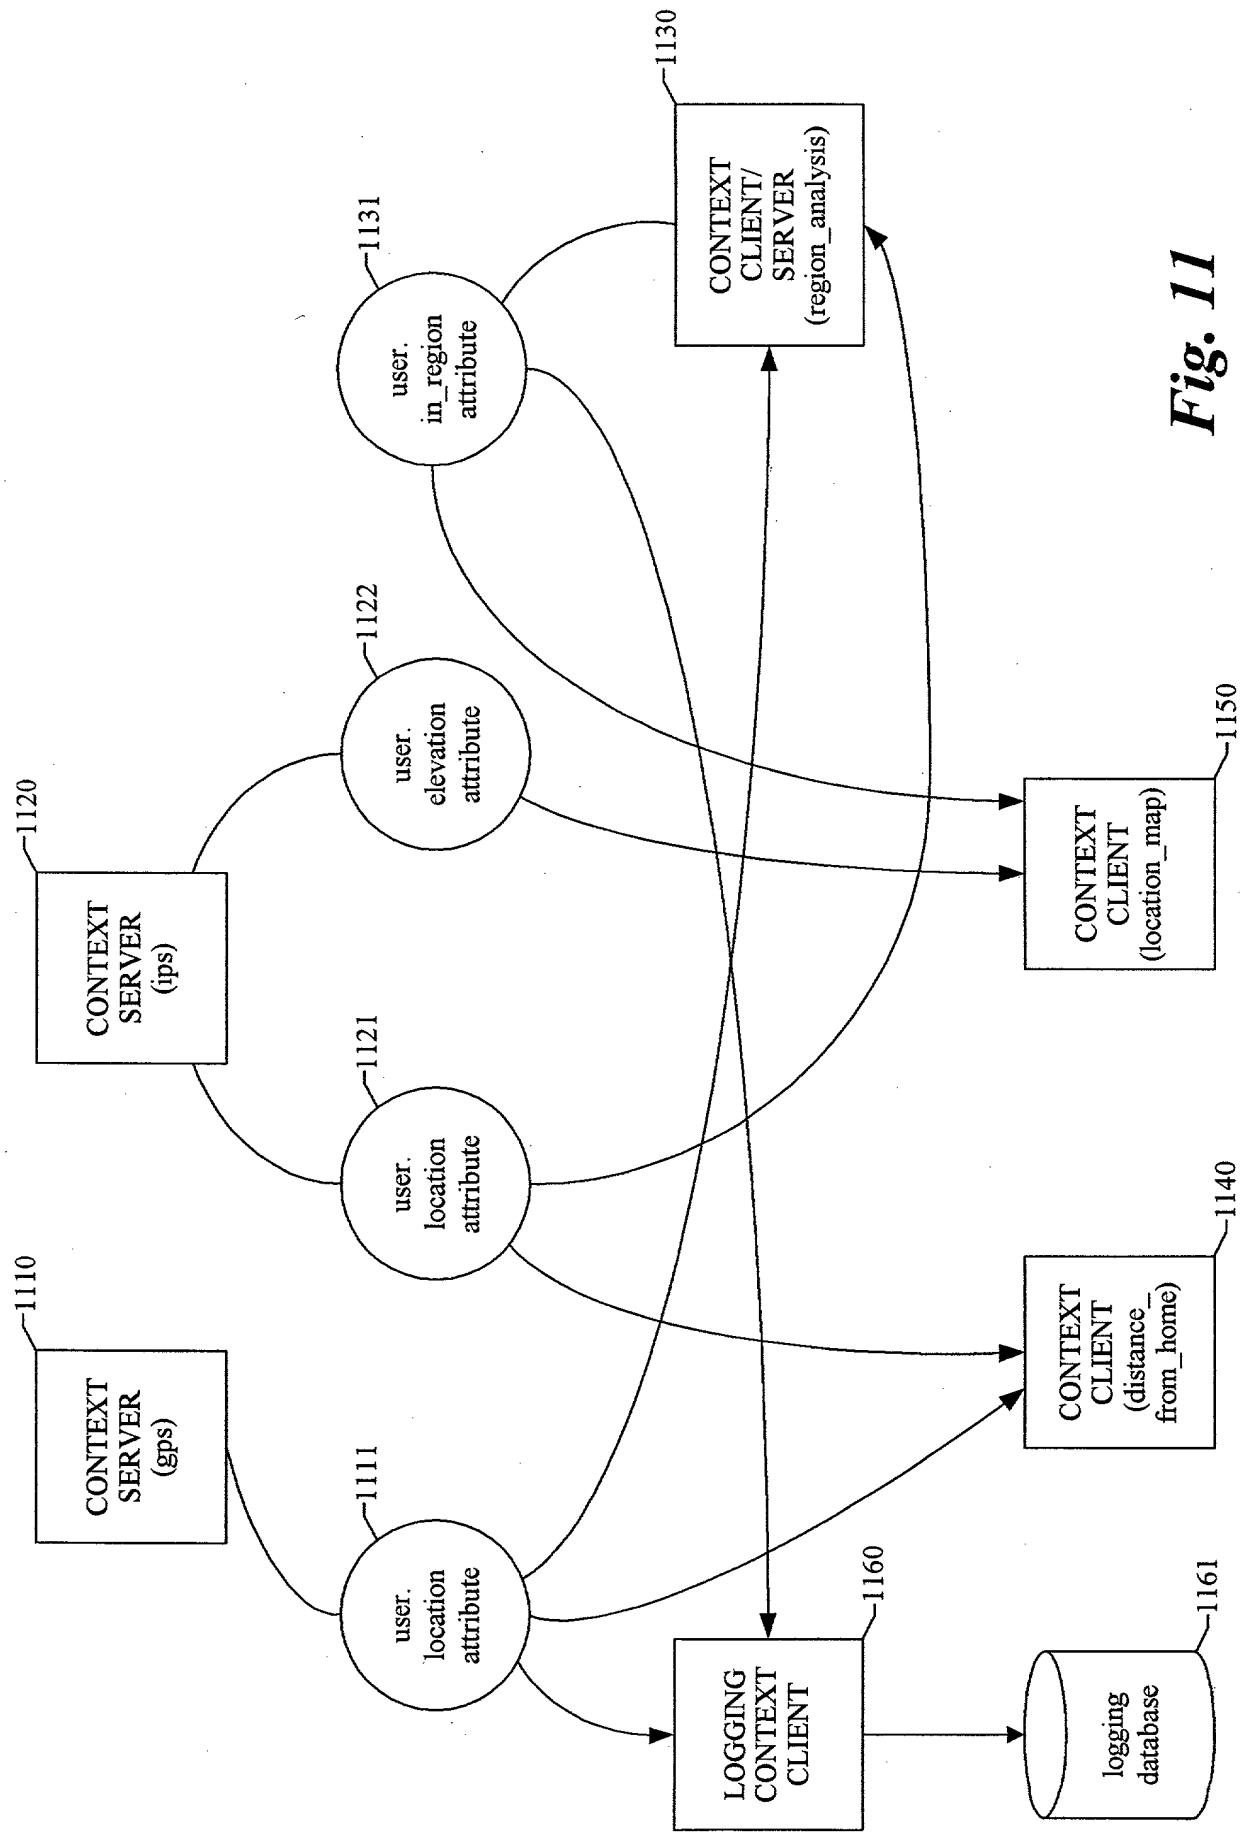 1110
CONTEXT
SERVER
(gps)
1120
CONTEXT
SERVER
(ips)
1111
user.
location
attribute
1121
user.
location
attribute
1122
user.
elevation
attribute
1131
user.
in_region
attribute
LOGGING
CONTEXT
CLIENT
1160
1130
CONTEXT
CLIENT/
SERVER
(region_analysis)
logging
database
1161
CONTEXT
CLIENT
(distance_
from_home)
1140
CONTEXT
CLIENT
(location_map)
1150
Fig. 11